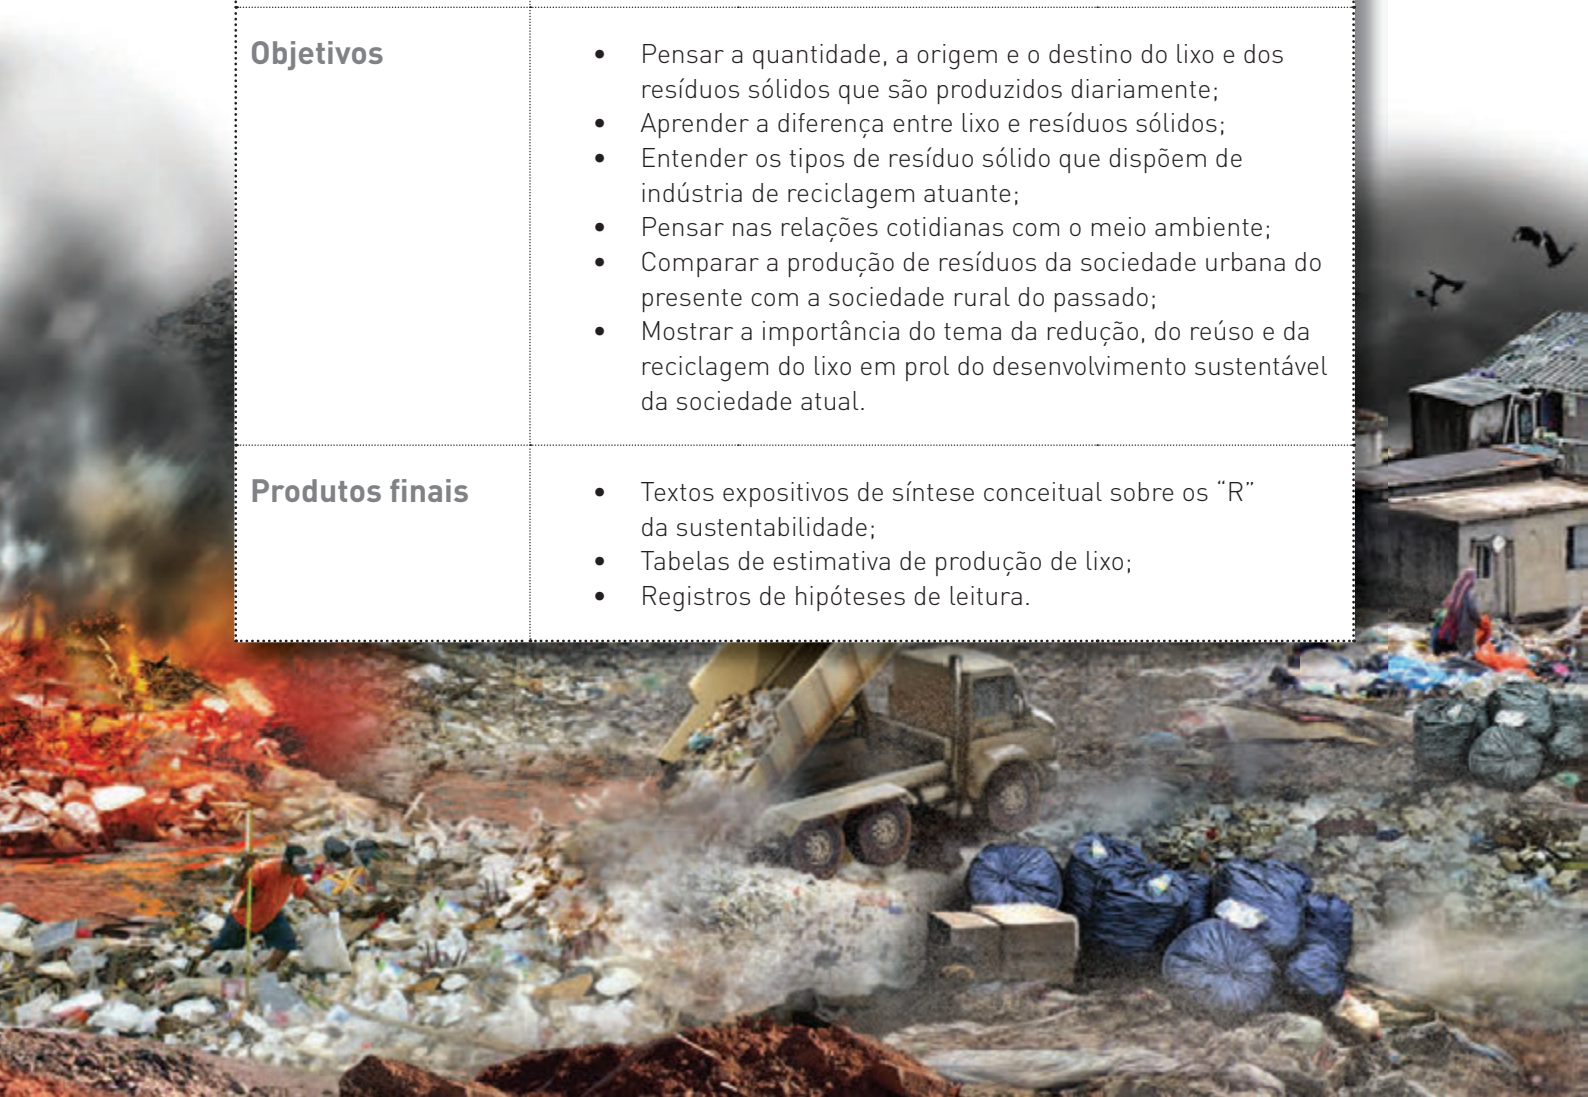 Objetivos
• Pensar a quantidade, a origem e o destino do lixo e dos
resíduos sólidos que são produzidos diariamente;
• Aprender a diferença entre lixo e resíduos sólidos;
• Entender os tipos de resíduo sólido que dispõem de
indústria de reciclagem atuante;
• Pensar nas relações cotidianas com o meio ambiente;
• Comparar a produção de resíduos da sociedade urbana do
presente com a sociedade rural do passado;
• Mostrar a importância do tema da redução, do reúso e da
reciclagem do lixo em prol do desenvolvimento sustentável
da sociedade atual.
Produtos finais
• Textos expositivos de síntese conceitual sobre os “R”
da sustentabilidade;
• Tabelas de estimativa de produção de lixo;
• Registros de hipóteses de leitura.